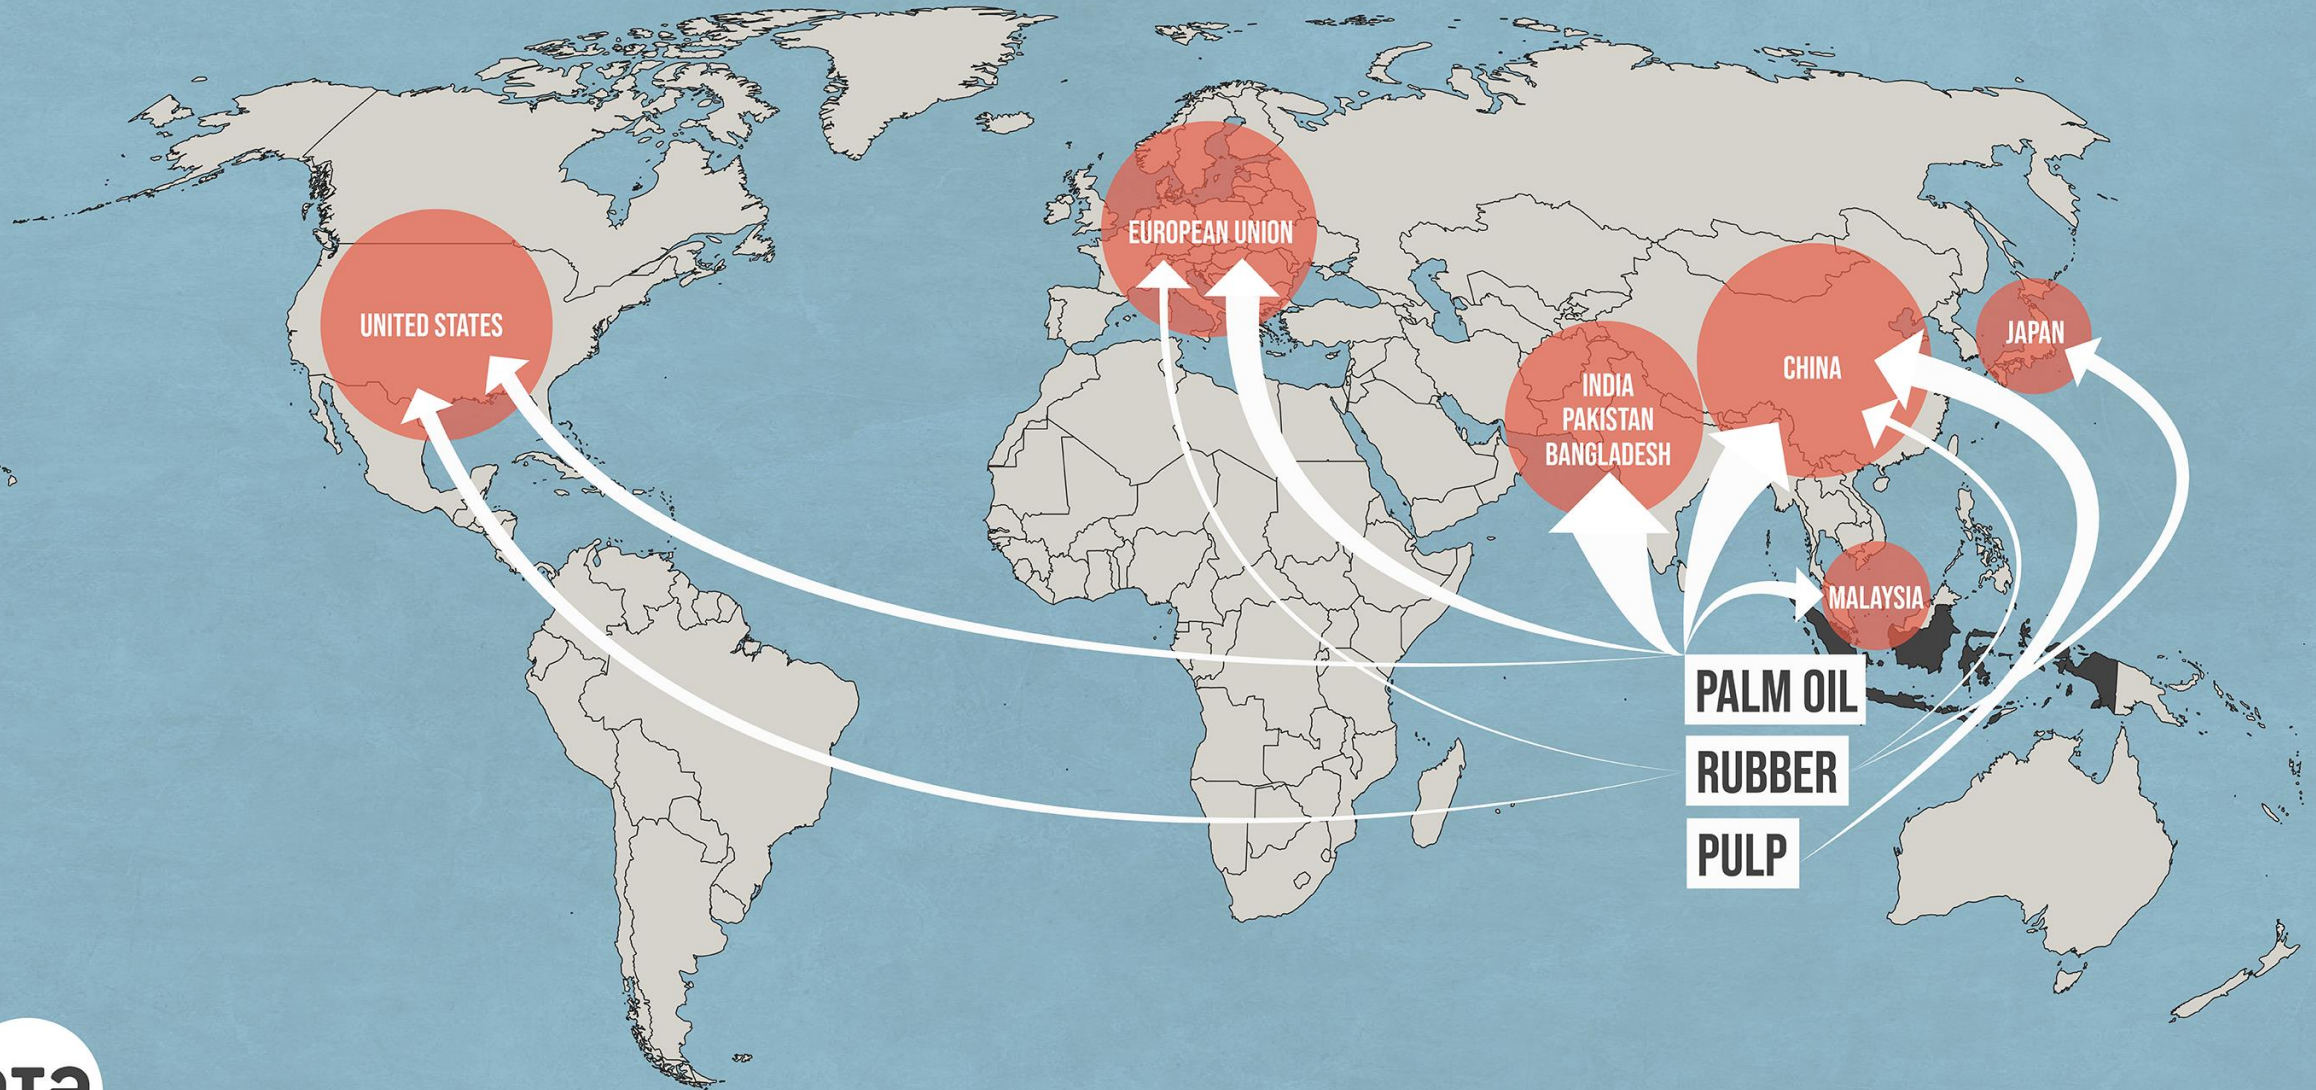 UNITED STATES
EUROPEAN UNION
INDIA
PAKISTAN
BANGLADESH
CHINA
JAPAN
MALAYSIA
PALM OIL
RUBBER
PULP